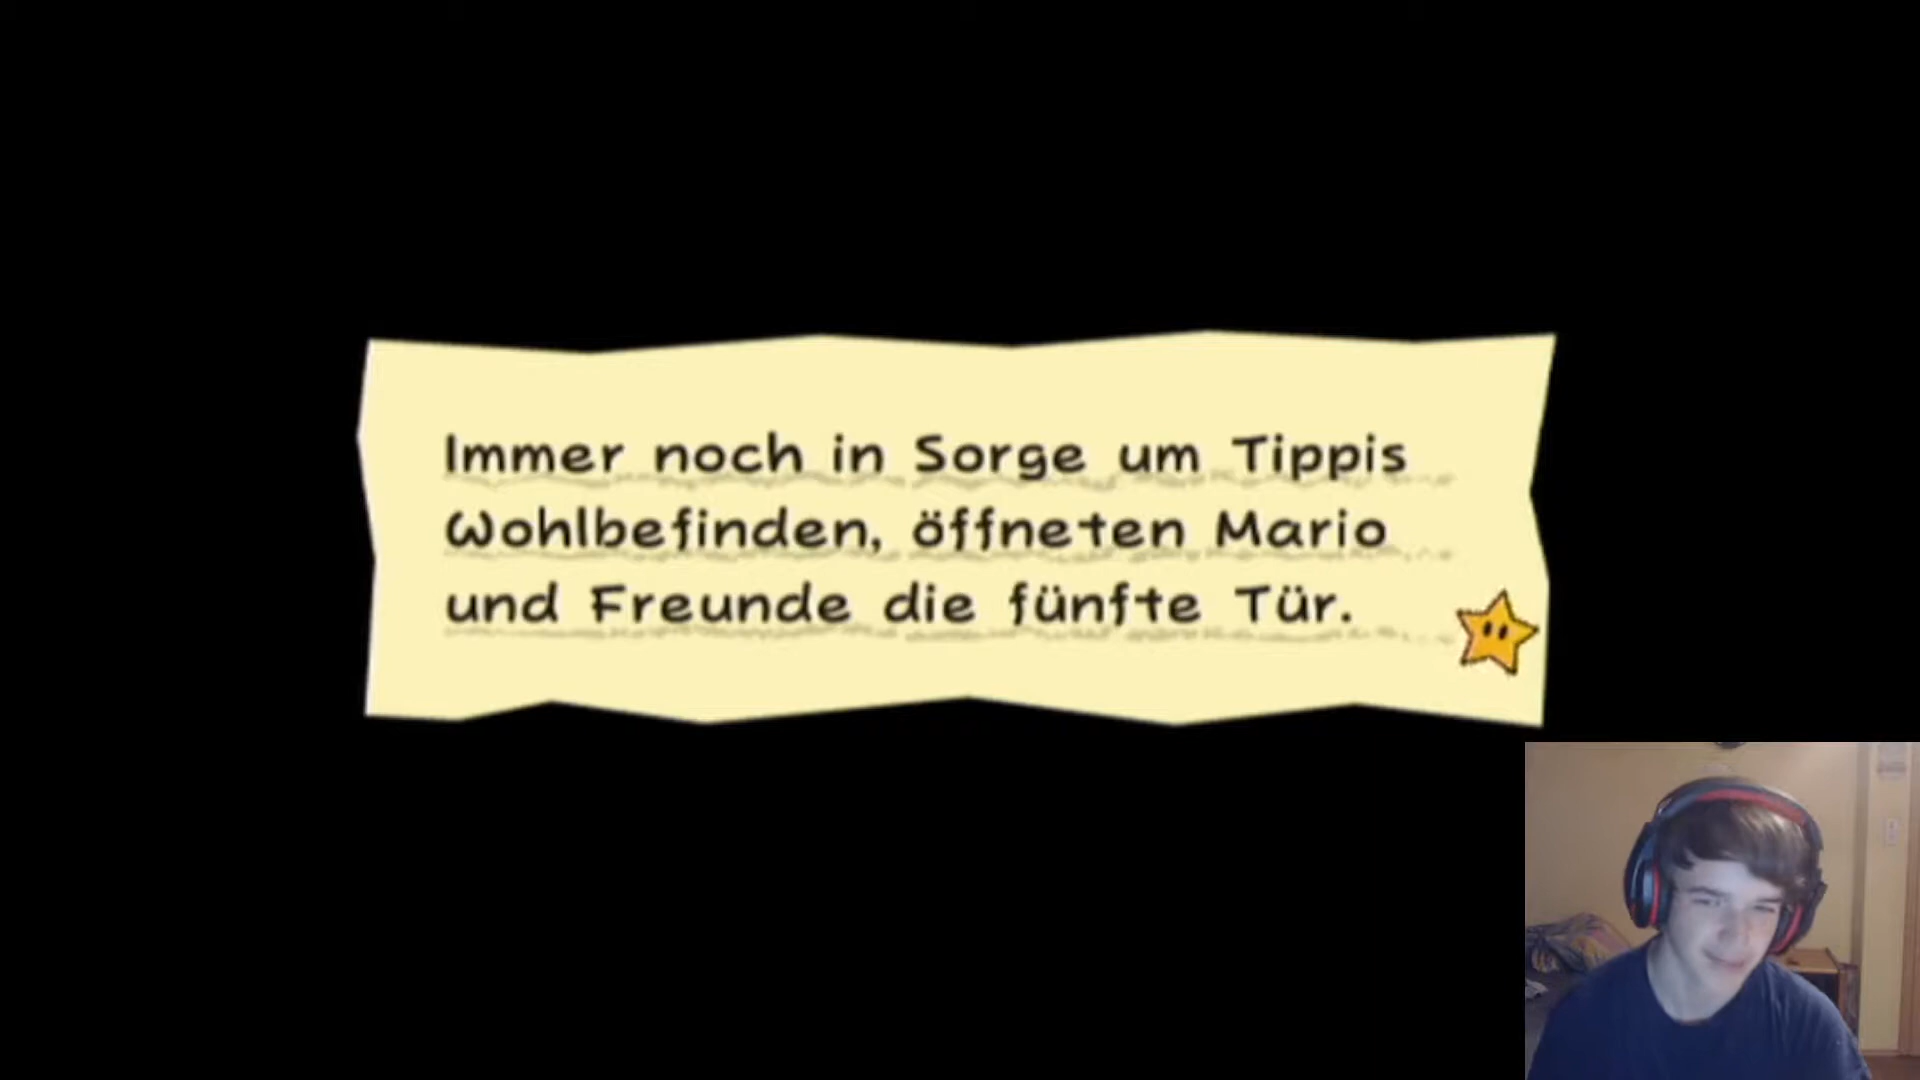 Immer noch in Sorge um Tippis
Wohlbefinden, öffneten Mario
und Freunde die fünfte Tür.